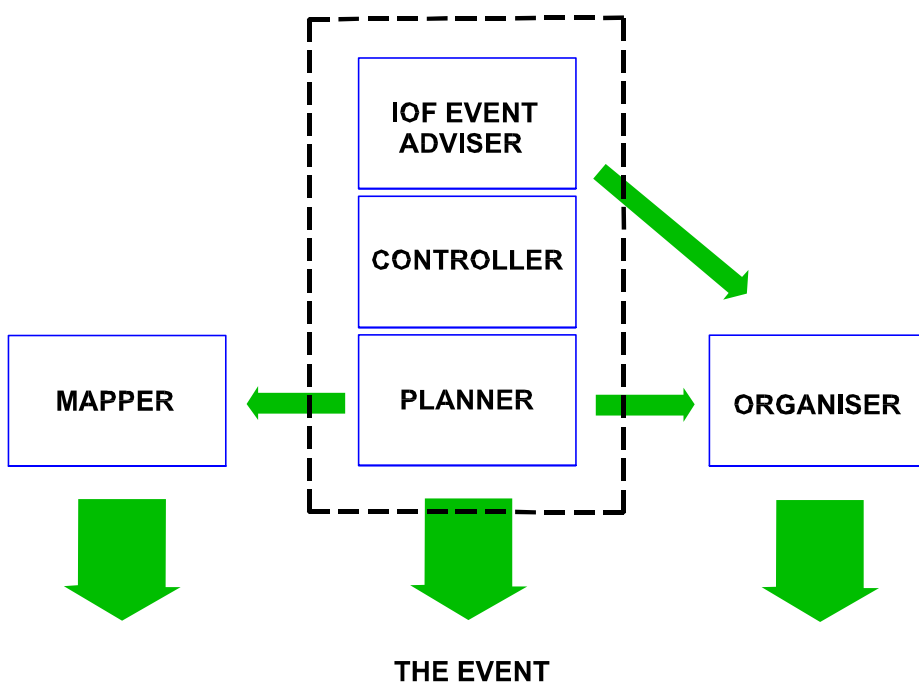 IOF EVENT
ADVISER
CONTROLLER
MAPPER
PLANNER
ORGANISER
THE EVENT